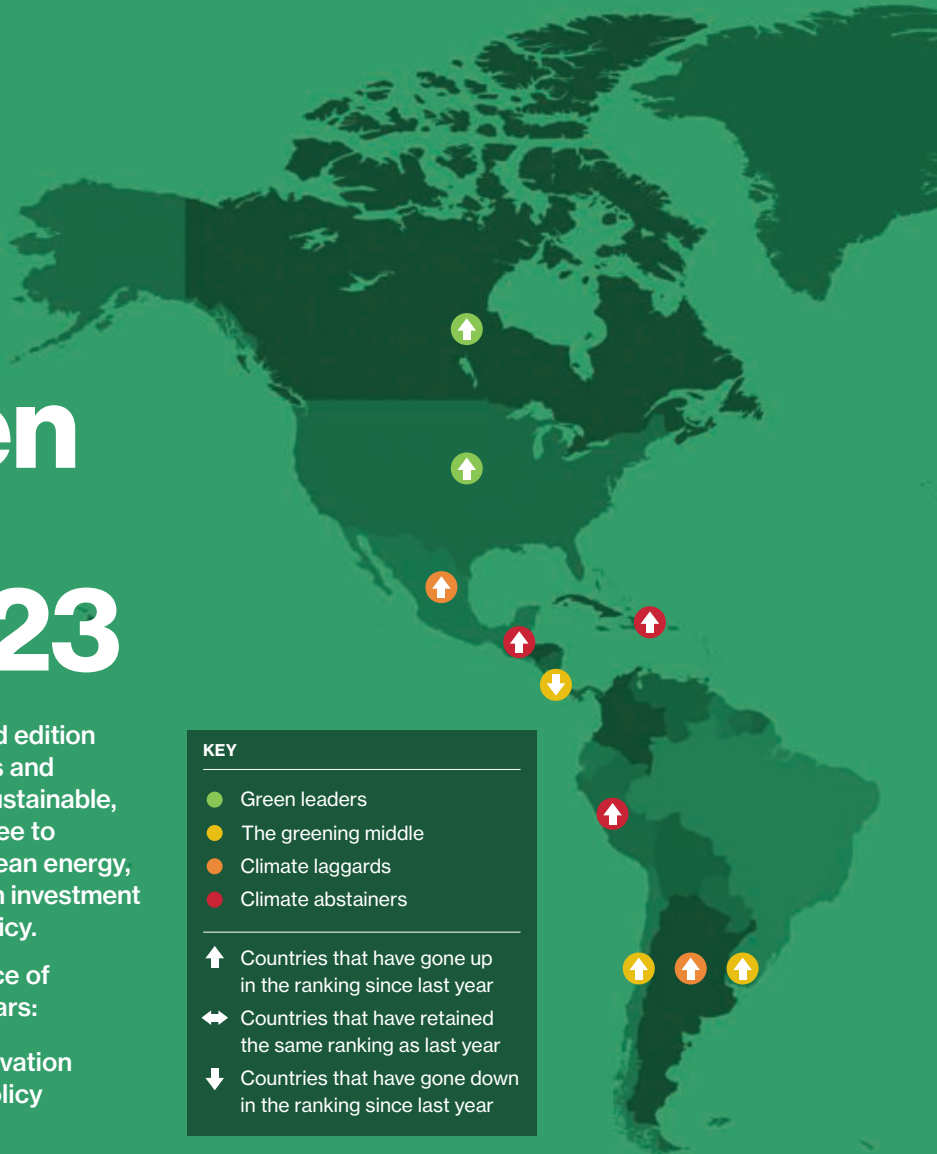 en
23
d edition
s and
ustainable,
ee to
ean energy,
n investment
icy.
ce of
ars:
vation
olicy
KEY
Green leaders
The greening middle
Climate laggards
Climate abstainers
Countries that have gone up
in the ranking since last year
Countries that have retained
the same ranking as last year
Countries that have gone down
in the ranking since last year